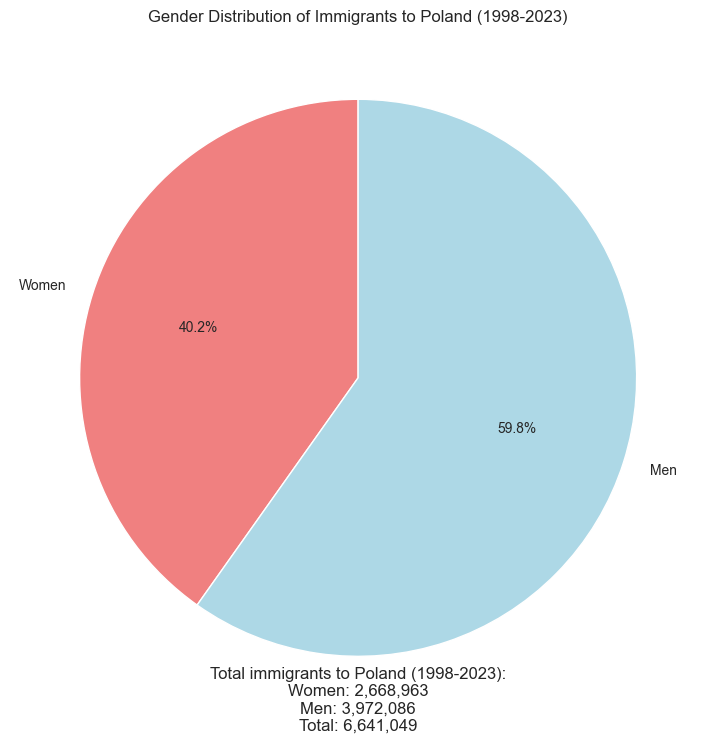 Gender Distribution of Immigrants to Poland (1998-2023)
Women
40.2%
59.8%
Men
Total immigrants to Poland (1998-2023):
Women: 2,668,963
Men: 3,972,086
Total: 6,641,049